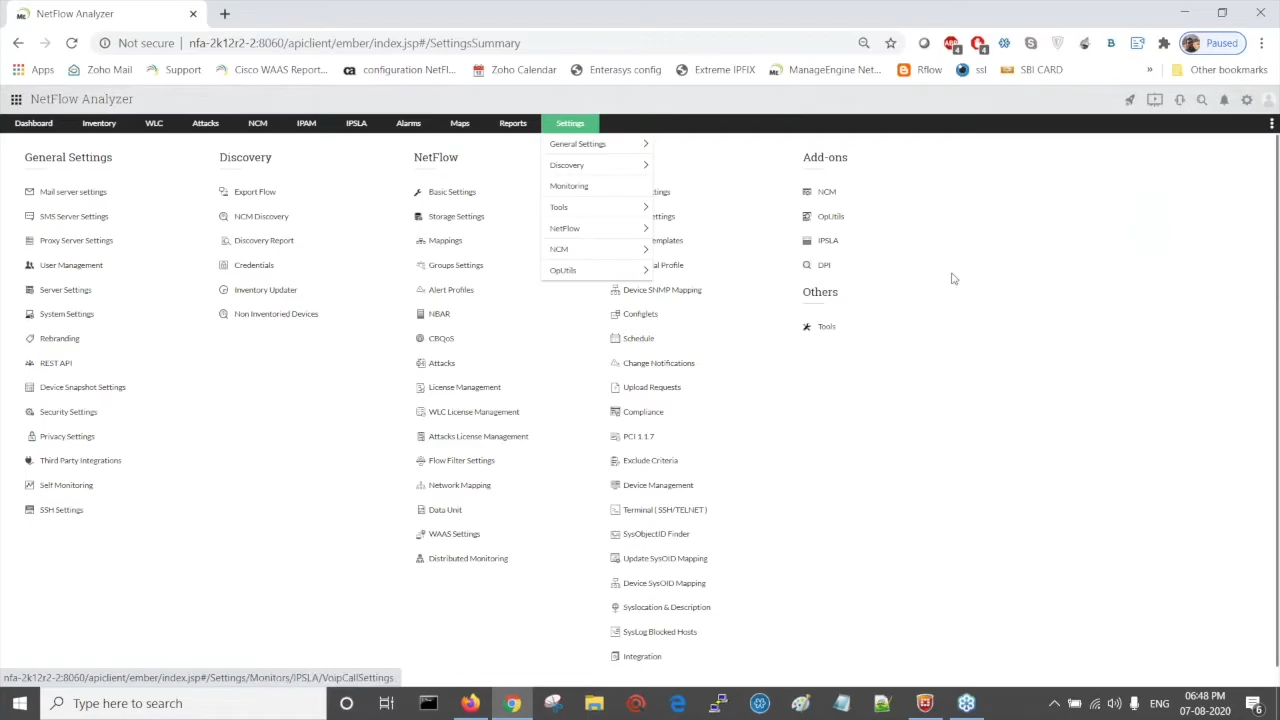 NetFlow Analyzer
Not secure | nfa-2k12r2-2:8060/apiclient/ember/index.jsp#/SettingsSummary
Paused
Apps
Zoho Mail
Support
Cisco WAAS Report...
configuration NetFl...
Zoho Calendar
Enterasys config
Extreme IPFIX
ManageEngine Net...
Rflow
ssl
SBI CARD
»
Other bookmarks
NetFlow Analyzer
Dashboard
Inventory
WLC
Attacks
NCM
IPAM
IPSLA
Alarms
Maps
Reports
Settings
General Settings
Mail server settings
SMS Server Settings
Proxy Server Settings
User Management
Server Settings
System Settings
Rebranding
REST API
Device Snapshot Settings
Security Settings
Privacy Settings
Third Party Integrations
Self Monitoring
SSH Settings
Discovery
Export Flow
NCM Discovery
Discovery Report
Credentials
Inventory Updater
Non Inventoried Devices
NetFlow
Basic Settings
Storage Settings
Mappings
Groups Settings
Alert Profiles
NBAR
CBQoS
Attacks
License Management
WLC License Management
Attacks License Management
Flow Filter Settings
Network Mapping
Data Unit
WAAS Settings
Distributed Monitoring
General Settings
Discovery
Monitoring
Tools
NetFlow
NCM
OpUtils
Device SNMP Mapping
Configlets
Schedule
Change Notifications
Upload Requests
Compliance
PCI 1.1.7
Exclude Criteria
Device Management
Terminal ( SSH/TELNET )
SysObjectID Finder
Update SysOID Mapping
Device SysOID Mapping
Syslocation & Description
SysLog Blocked Hosts
Integration
Add-ons
NCM
OpUtils
IPSLA
DPI
Others
Tools
nfa-2k12r2-2:8060/apiclient/ember/index.jsp#/Settings/Monitors/IPSLA/VoipCallSettings
Type here to search
ENG
06:48 PM
07-08-2020
6